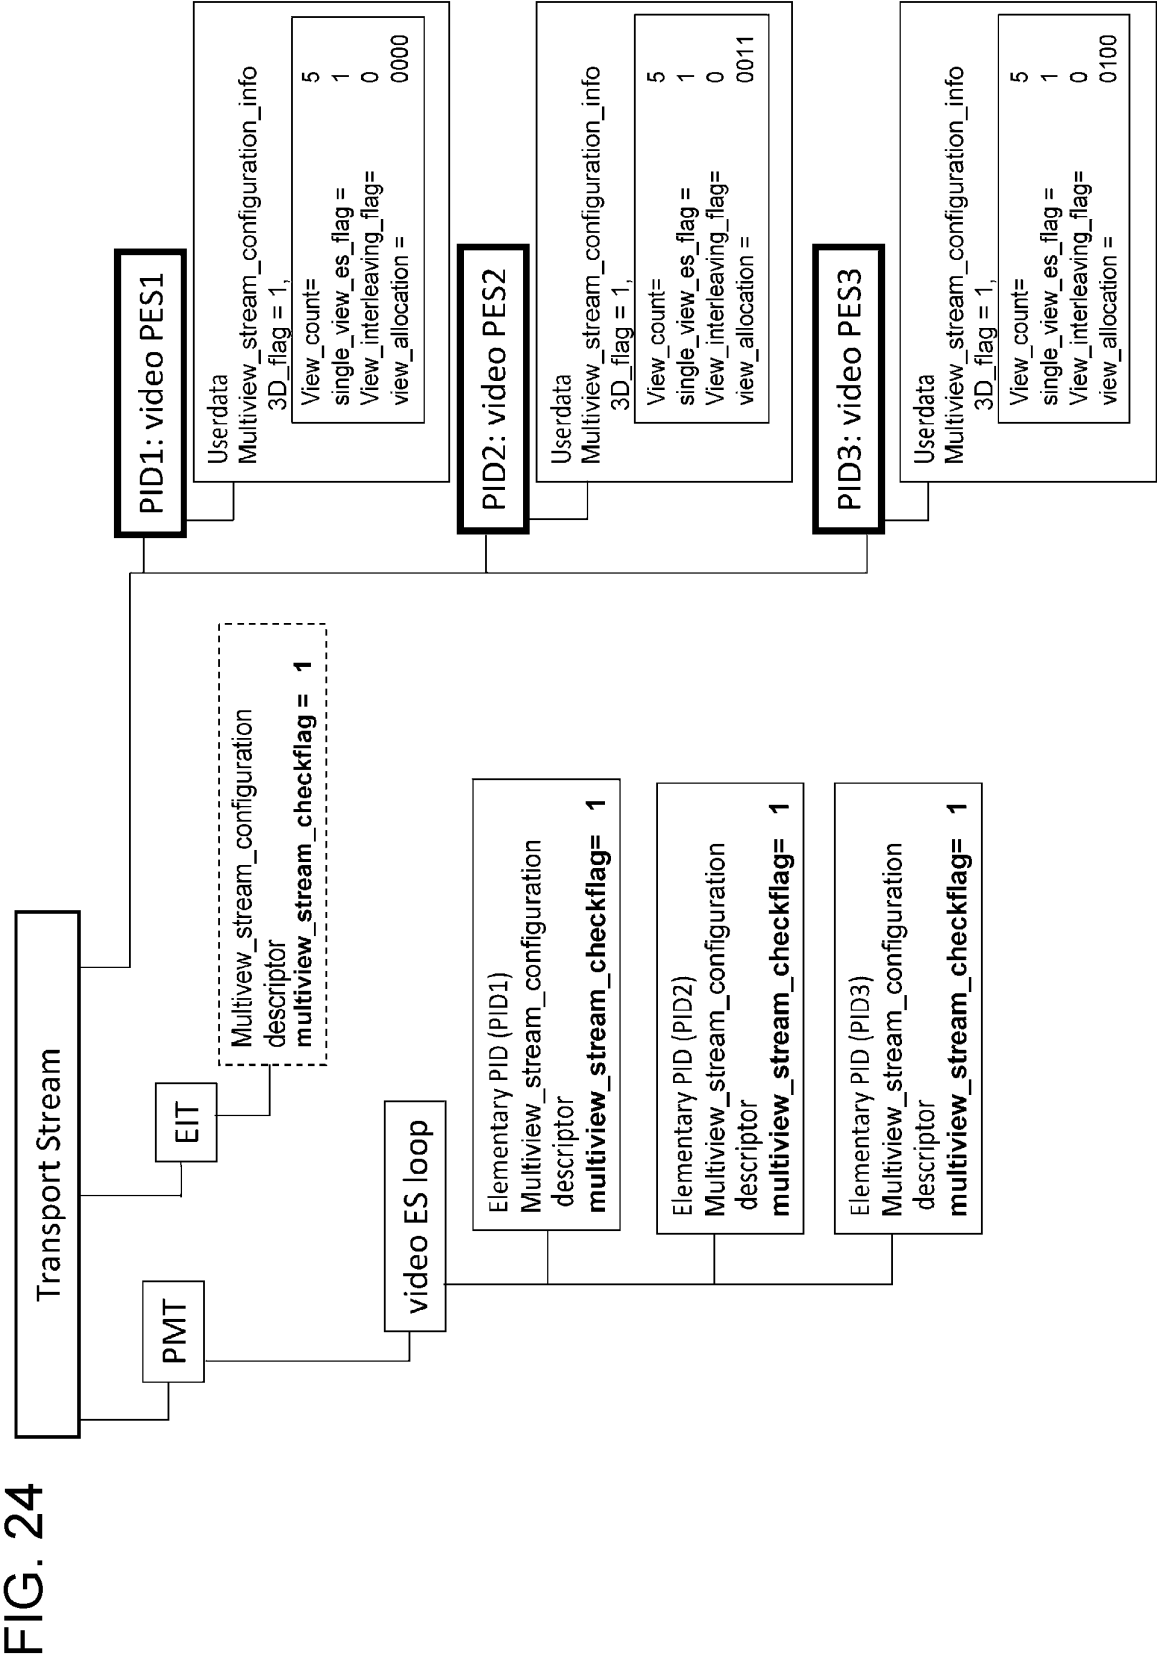 FIG. 24
Transport Stream
PMT
EIT
Multivew_stream_configuration
descriptor
multiview_stream_checkflag = 1
video ES loop
Elementary PID (PID1)
Multiview_stream_configuration
descriptor
multiview_stream_checkflag= 1
Elementary PID (PID2)
Multiview_stream_configuration
descriptor
multiview_stream_checkflag= 1
Elementary PID (PID3)
Multiview_stream_configuration
descriptor
multiview_stream_checkflag= 1
PID1: video PES1
Userdata
Multiview_stream_configuration_info
3D_flag = 1,
View_count= 5
single_view_es_flag = 1
View_interleaving_flag= 0
view_allocation = 0000
PID2: video PES2
Userdata
Multiview_stream_configuration_info
3D_flag = 1,
View_count= 5
single_view_es_flag = 1
View_interleaving_flag= 0
view_allocation = 0011
PID3: video PES3
Userdata
Multiview_stream_configuration_info
3D_flag = 1,
View_count= 5
single_view_es_flag = 1
View_interleaving_flag= 0
view_allocation = 0100